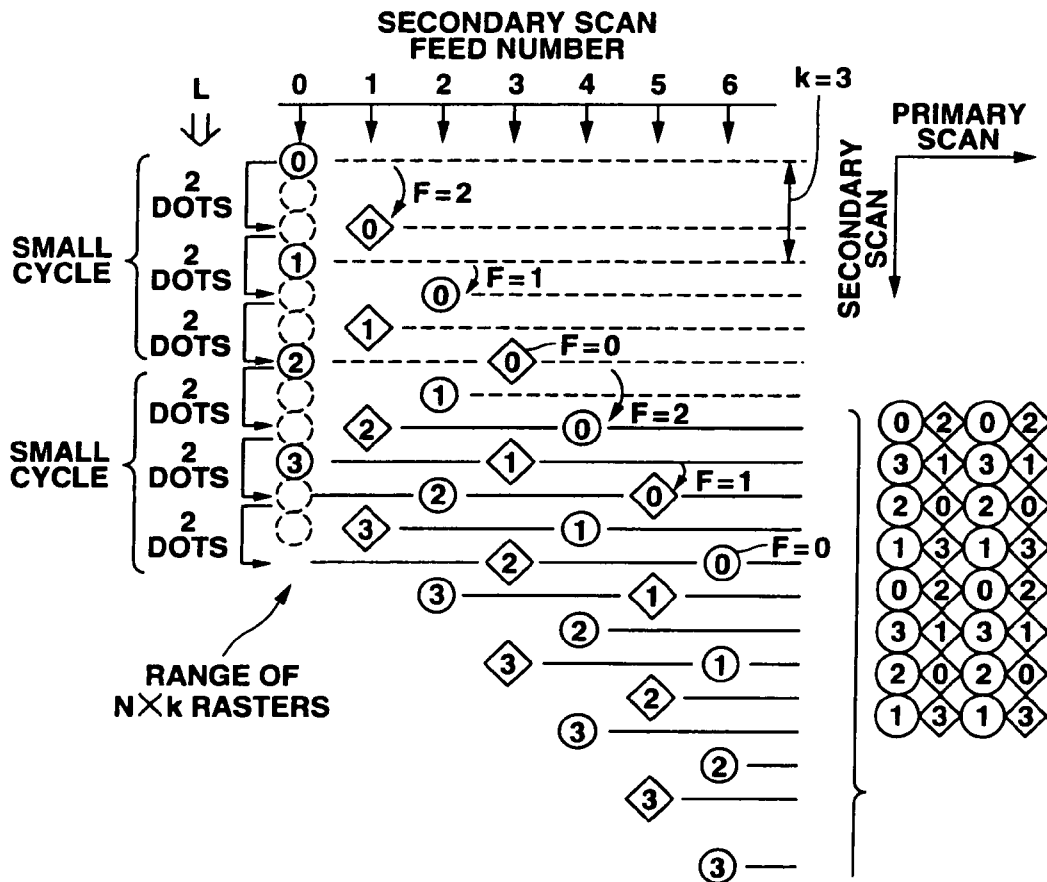 SECONDARY SCAN
FEED NUMBER
L
0 1 2 3 4 5 6
k=3
PRIMARY
SCAN
SECONDARY
SCAN
SMALL
CYCLE
2
DOTS
2
DOTS
2
DOTS
SMALL
CYCLE
2
DOTS
2
DOTS
2
DOTS
0
F=2
0
1
F=1
0
1
2
0
F=0
1
2
0
F=2
3
1
2
0
F=1
3
1
2
0
F=0
3
1
2
3
1
2
3
2
3
3
RANGE OF
N×k RASTERS
0 2 0 2
3 1 3 1
2 0 2 0
1 3 1 3
0 2 0 2
3 1 3 1
2 0 2 0
1 3 1 3